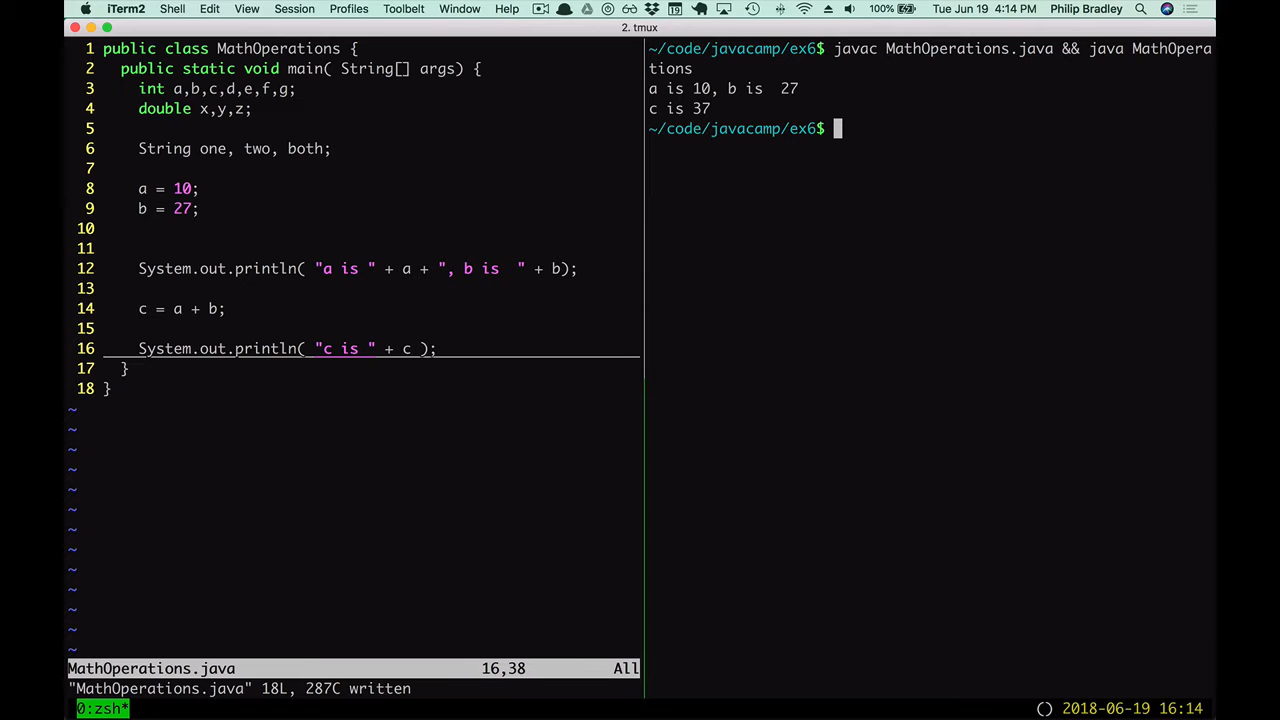 iTerm2 Shell Edit View Session Profiles Toolbelt Window Help 19 100% Tue Jun 19 4:14 PM Philip Bradley
2. tmux
1 public class MathOperations {
2   public static void main( String[] args) {
3     int a,b,c,d,e,f,g;
4     double x,y,z;
5
6     String one, two, both;
7
8     a = 10;
9     b = 27;
10
11
12     System.out.println( "a is " + a + ", b is  " + b);
13
14     c = a + b;
15
16     System.out.println( "c is " + c );
17   }
18 }
~
~
~
~
~
~
~
~
~
~
~
~
~
MathOperations.java 16,38 All
"MathOperations.java" 18L, 287C written
~/code/javacamp/ex6$ javac MathOperations.java && java MathOpera
tions
a is 10, b is  27
c is 37
~/code/javacamp/ex6$
0:zsh* () 2018-06-19 16:14